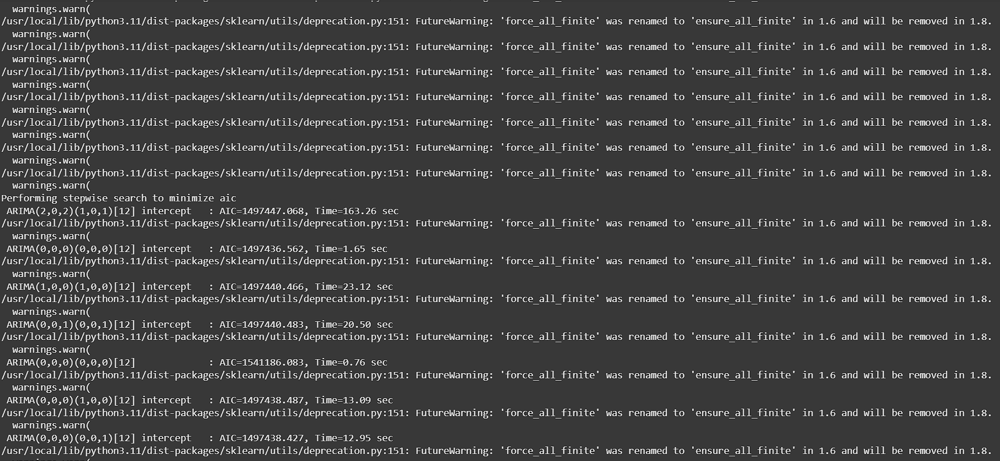 warnings.warn(
/usr/local/lib/python3.11/dist-packages/sklearn/utils/deprecation.py:151: FutureWarning: 'force_all_finite' was renamed to 'ensure_all_finite' in 1.6 and will be removed in 1.8.
  warnings.warn(
/usr/local/lib/python3.11/dist-packages/sklearn/utils/deprecation.py:151: FutureWarning: 'force_all_finite' was renamed to 'ensure_all_finite' in 1.6 and will be removed in 1.8.
  warnings.warn(
/usr/local/lib/python3.11/dist-packages/sklearn/utils/deprecation.py:151: FutureWarning: 'force_all_finite' was renamed to 'ensure_all_finite' in 1.6 and will be removed in 1.8.
  warnings.warn(
/usr/local/lib/python3.11/dist-packages/sklearn/utils/deprecation.py:151: FutureWarning: 'force_all_finite' was renamed to 'ensure_all_finite' in 1.6 and will be removed in 1.8.
  warnings.warn(
/usr/local/lib/python3.11/dist-packages/sklearn/utils/deprecation.py:151: FutureWarning: 'force_all_finite' was renamed to 'ensure_all_finite' in 1.6 and will be removed in 1.8.
  warnings.warn(
/usr/local/lib/python3.11/dist-packages/sklearn/utils/deprecation.py:151: FutureWarning: 'force_all_finite' was renamed to 'ensure_all_finite' in 1.6 and will be removed in 1.8.
  warnings.warn(
/usr/local/lib/python3.11/dist-packages/sklearn/utils/deprecation.py:151: FutureWarning: 'force_all_finite' was renamed to 'ensure_all_finite' in 1.6 and will be removed in 1.8.
  warnings.warn(
Performing stepwise search to minimize aic
 ARIMA(2,0,2)(1,0,1)[12] intercept   : AIC=1497447.068, Time=163.26 sec
/usr/local/lib/python3.11/dist-packages/sklearn/utils/deprecation.py:151: FutureWarning: 'force_all_finite' was renamed to 'ensure_all_finite' in 1.6 and will be removed in 1.8.
  warnings.warn(
 ARIMA(0,0,0)(0,0,0)[12] intercept   : AIC=1497436.562, Time=1.65 sec
/usr/local/lib/python3.11/dist-packages/sklearn/utils/deprecation.py:151: FutureWarning: 'force_all_finite' was renamed to 'ensure_all_finite' in 1.6 and will be removed in 1.8.
  warnings.warn(
 ARIMA(1,0,0)(1,0,0)[12] intercept   : AIC=1497440.466, Time=23.12 sec
/usr/local/lib/python3.11/dist-packages/sklearn/utils/deprecation.py:151: FutureWarning: 'force_all_finite' was renamed to 'ensure_all_finite' in 1.6 and will be removed in 1.8.
  warnings.warn(
 ARIMA(0,0,1)(0,0,1)[12] intercept   : AIC=1497440.483, Time=20.50 sec
/usr/local/lib/python3.11/dist-packages/sklearn/utils/deprecation.py:151: FutureWarning: 'force_all_finite' was renamed to 'ensure_all_finite' in 1.6 and will be removed in 1.8.
  warnings.warn(
 ARIMA(0,0,0)(0,0,0)[12]             : AIC=1541186.083, Time=0.76 sec
/usr/local/lib/python3.11/dist-packages/sklearn/utils/deprecation.py:151: FutureWarning: 'force_all_finite' was renamed to 'ensure_all_finite' in 1.6 and will be removed in 1.8.
  warnings.warn(
 ARIMA(0,0,0)(1,0,0)[12] intercept   : AIC=1497438.487, Time=13.09 sec
/usr/local/lib/python3.11/dist-packages/sklearn/utils/deprecation.py:151: FutureWarning: 'force_all_finite' was renamed to 'ensure_all_finite' in 1.6 and will be removed in 1.8.
  warnings.warn(
 ARIMA(0,0,0)(0,0,1)[12] intercept   : AIC=1497438.427, Time=12.95 sec
/usr/local/lib/python3.11/dist-packages/sklearn/utils/deprecation.py:151: FutureWarning: 'force_all_finite' was renamed to 'ensure_all_finite' in 1.6 and will be removed in 1.8.